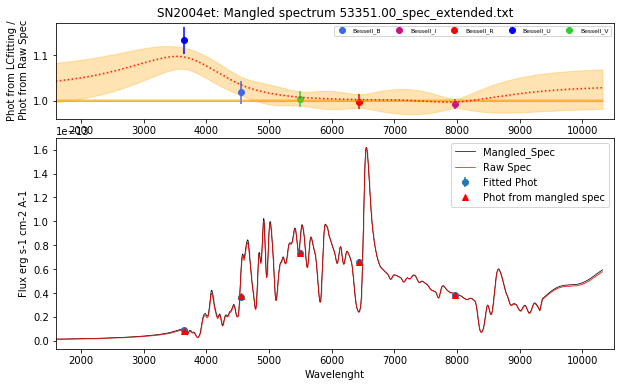 SN2004et: Mangled spectrum 53351.00_spec_extended.txt
Phot from LCfitting /
Phot from Raw Spec
1.1
1.0
Bessell_B
Bessell_I
Bessell_R
Bessell_U
Bessell_V
2000 3000 4000 5000 6000 7000 8000 9000 10000
Flux erg s-1 cm-2 A-1
1.6
1.4
1.2
1.0
0.8
0.6
0.4
0.2
0.0
Mangled_Spec
Raw Spec
Fitted Phot
Phot from mangled spec
2000 3000 4000 5000 6000 7000 8000 9000 10000
Wavelenght